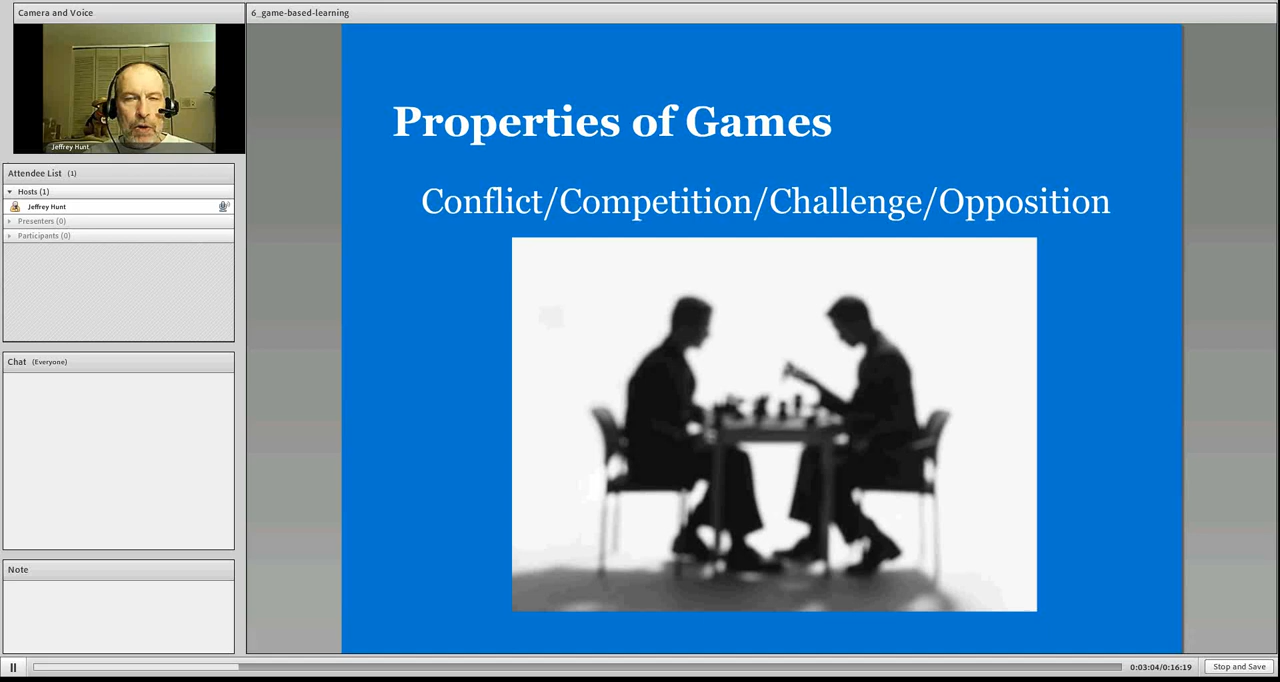 Camera and Voice
Jeffrey Hunt
Attendee List (1)
Hosts (1)
Jeffrey Hunt
Presenters (0)
Participants (0)
Chat (Everyone)
Note
6_game-based-learning
Properties of Games
Conflict/Competition/Challenge/Opposition
0:03:04/0:16:19
Stop and Save